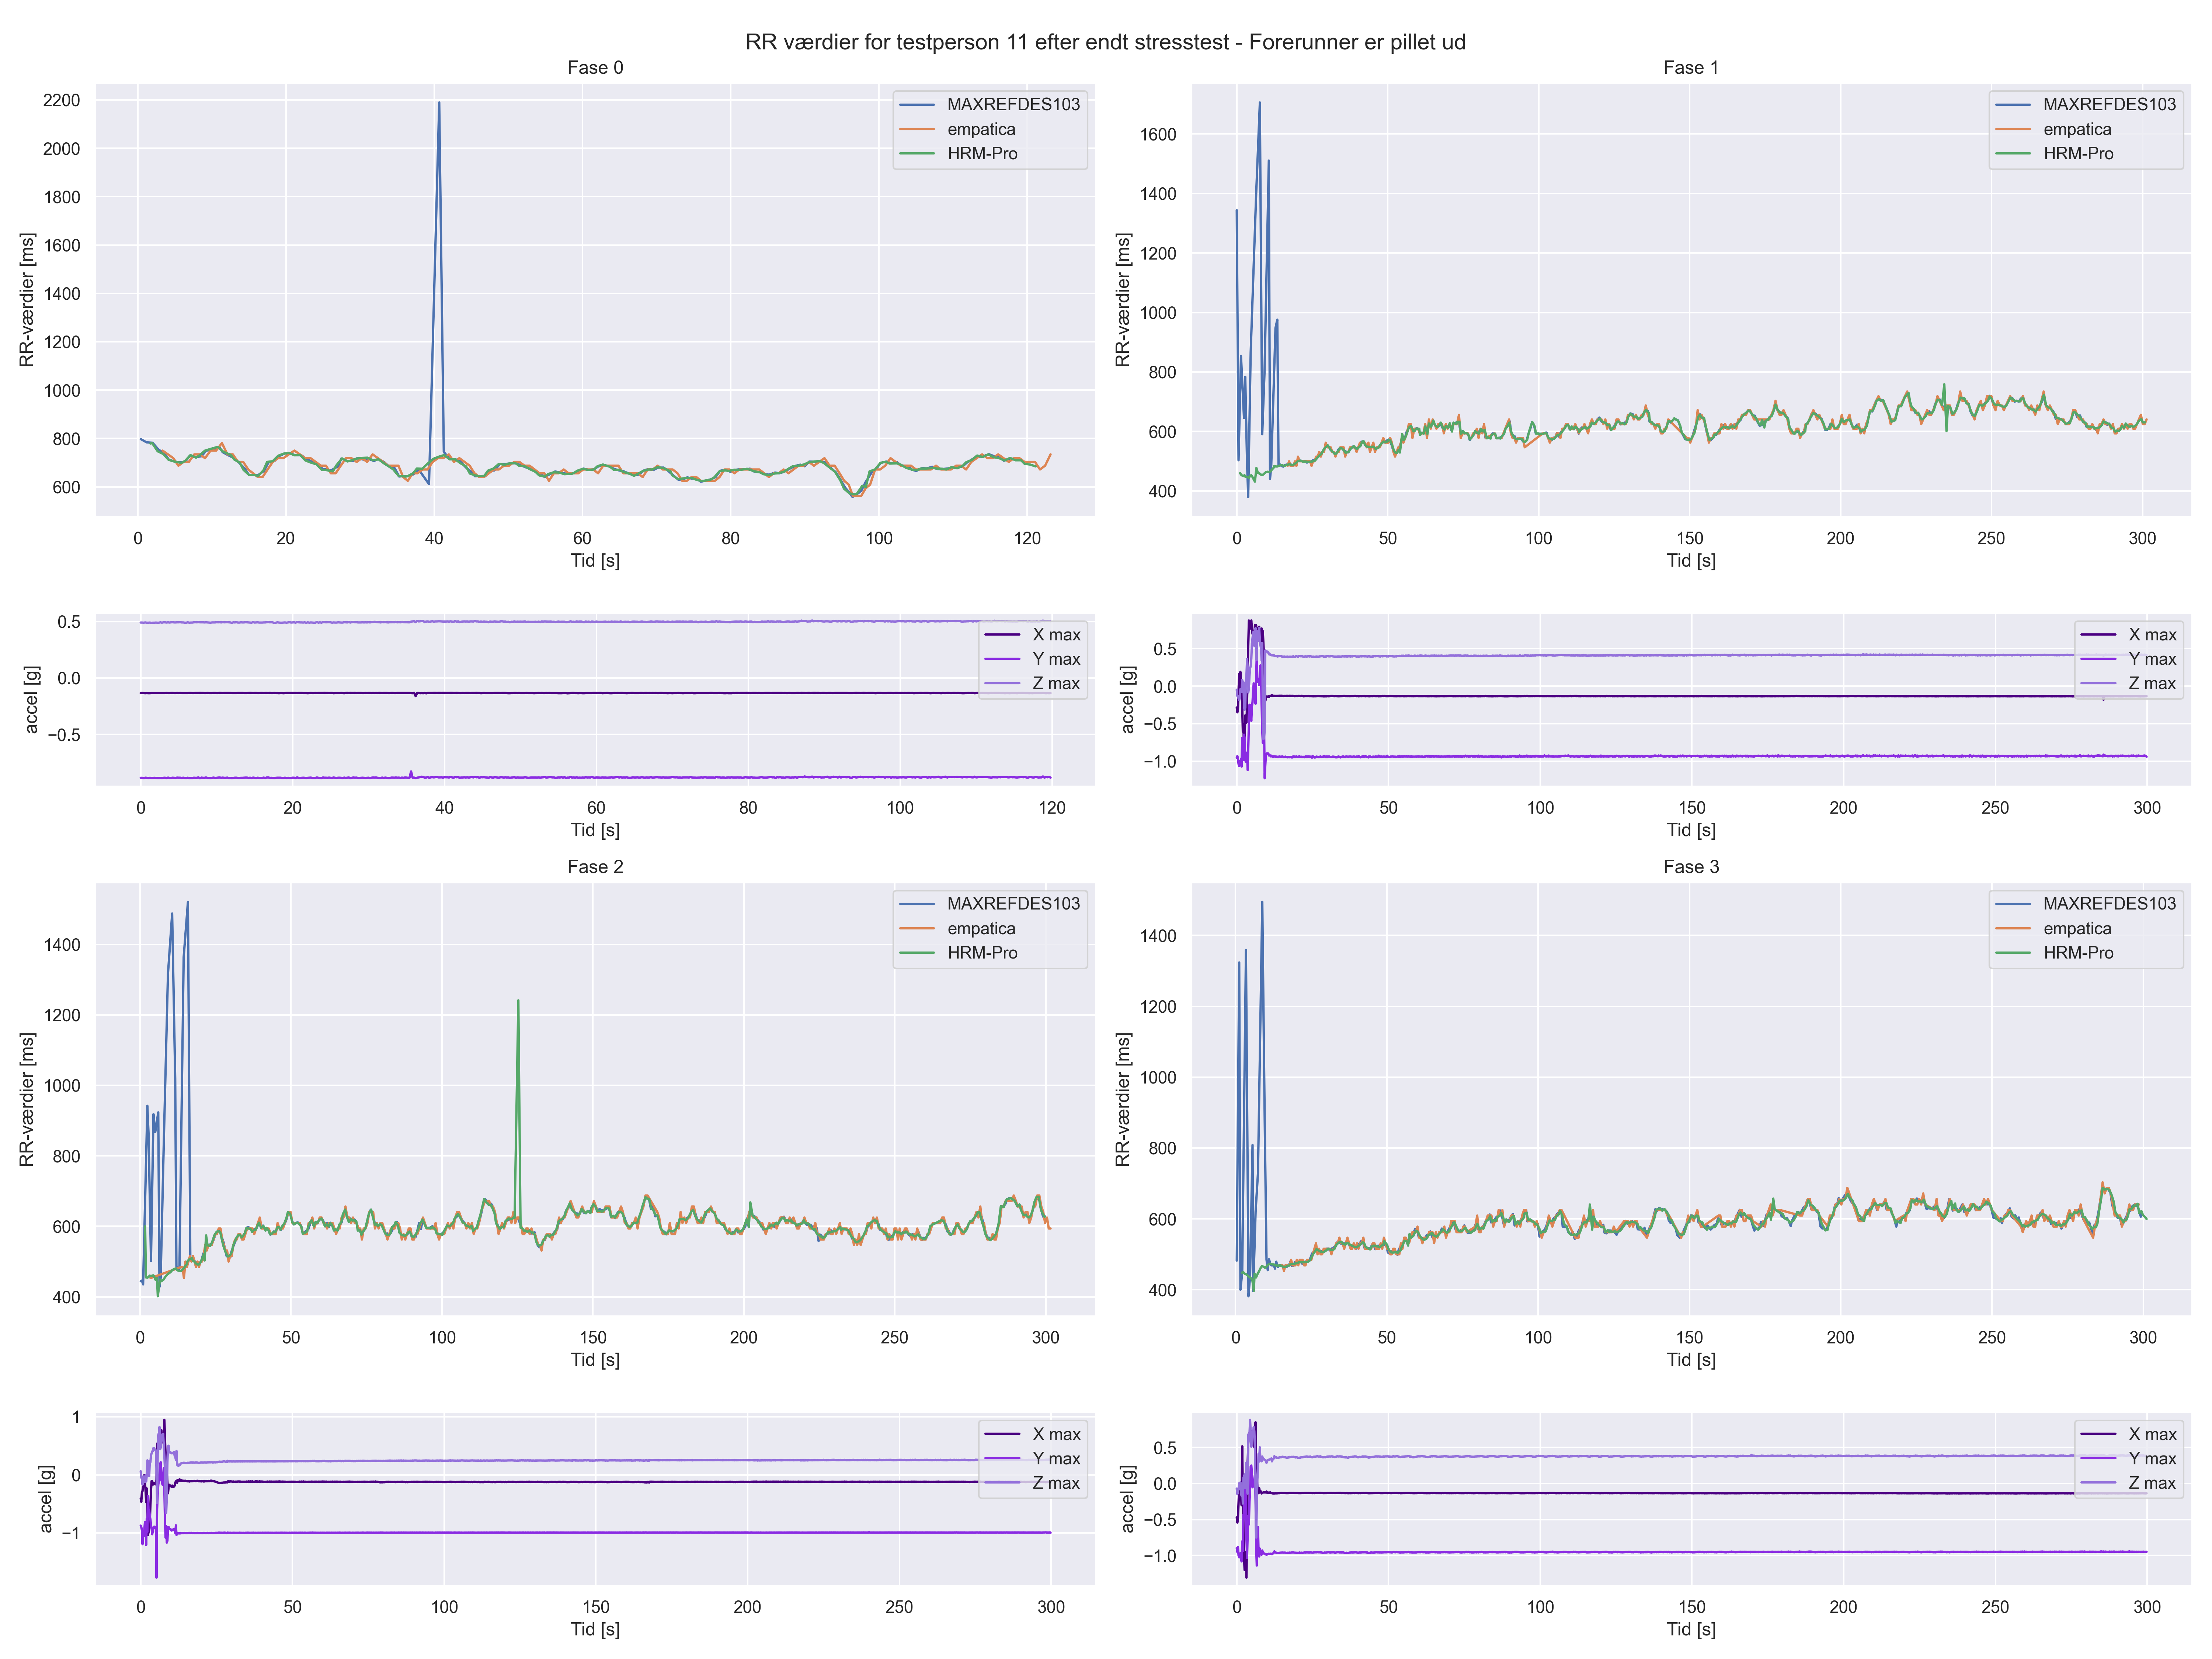 RR værdier for testperson 11 efter endt stresstest - Forerunner er pillet ud
Fase 0
RR-værdier [ms]
2200
2000
1800
1600
1400
1200
1000
800
600
MAXREFDES103
empatica
HRM-Pro
0 20 40 60 80 100 120
Tid [s]
Fase 1
RR-værdier [ms]
1600
1400
1200
1000
800
600
400
MAXREFDES103
empatica
HRM-Pro
0 50 100 150 200 250 300
Tid [s]
accel [g]
0.5
0.0
−0.5
X max
Y max
Z max
0 20 40 60 80 100 120
Tid [s]
accel [g]
0.5
0.0
−0.5
−1.0
X max
Y max
Z max
0 50 100 150 200 250 300
Tid [s]
Fase 2
RR-værdier [ms]
1400
1200
1000
800
600
400
MAXREFDES103
empatica
HRM-Pro
0 50 100 150 200 250 300
Tid [s]
Fase 3
RR-værdier [ms]
1400
1200
1000
800
600
400
MAXREFDES103
empatica
HRM-Pro
0 50 100 150 200 250 300
Tid [s]
accel [g]
1
0
−1
X max
Y max
Z max
0 50 100 150 200 250 300
Tid [s]
accel [g]
0.5
0.0
−0.5
−1.0
X max
Y max
Z max
0 50 100 150 200 250 300
Tid [s]